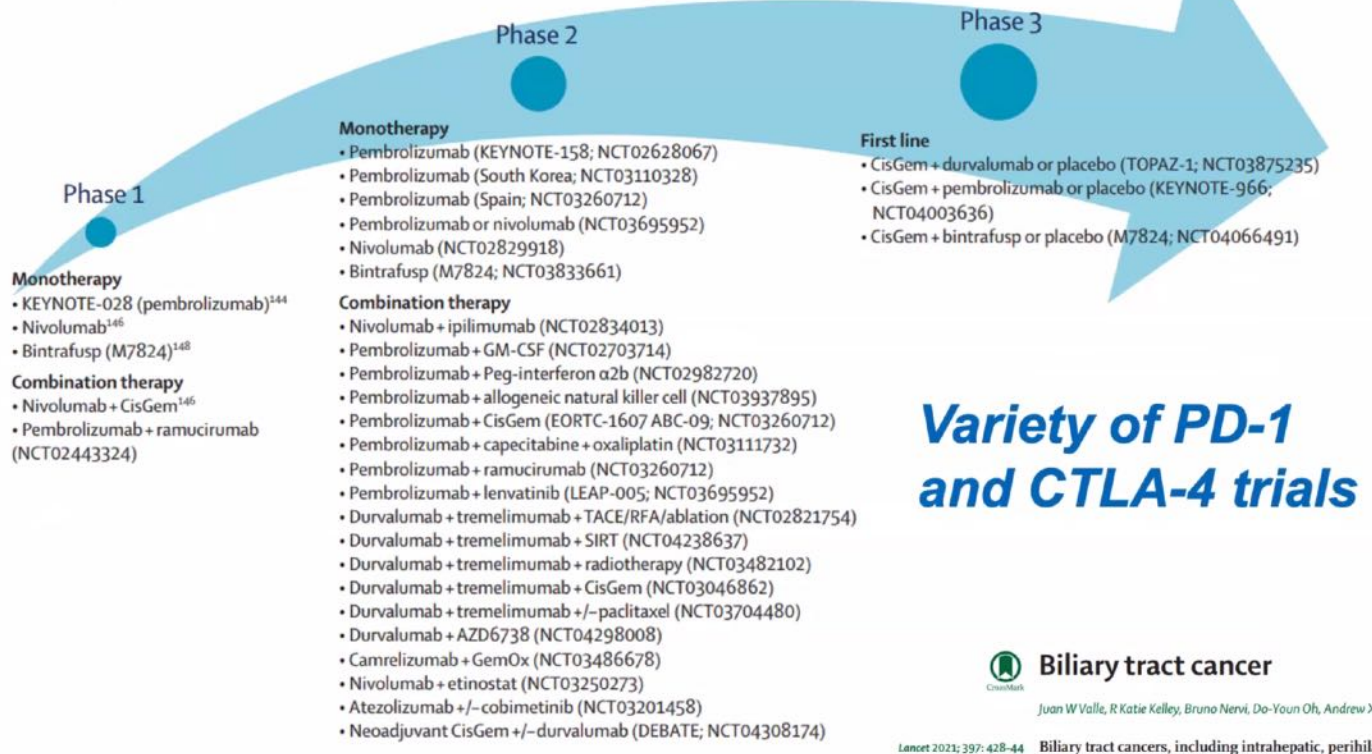 Phase 1
Monotherapy
• KEYNOTE-028 (pembrolizumab)¹⁴⁴
• Nivolumab¹⁴⁶
• Bintrafusp (M7824)¹⁴⁸
Combination therapy
• Nivolumab + CisGem¹⁴⁶
• Pembrolizumab + ramucirumab
(NCT02443324)
Phase 2
Monotherapy
• Pembrolizumab (KEYNOTE-158; NCT02628067)
• Pembrolizumab (South Korea; NCT03110328)
• Pembrolizumab (Spain; NCT03260712)
• Pembrolizumab or nivolumab (NCT03695952)
• Nivolumab (NCT02829918)
• Bintrafusp (M7824; NCT03833661)
Combination therapy
• Nivolumab + ipilimumab (NCT02834013)
• Pembrolizumab + GM-CSF (NCT02703714)
• Pembrolizumab + Peg-interferon α2b (NCT02982720)
• Pembrolizumab + allogeneic natural killer cell (NCT03937895)
• Pembrolizumab + CisGem (EORTC-1607 ABC-09; NCT03260712)
• Pembrolizumab + capecitabine + oxaliplatin (NCT03111732)
• Pembrolizumab + ramucirumab (NCT03260712)
• Pembrolizumab + lenvatinib (LEAP-005; NCT03695952)
• Durvalumab + tremelimumab + TACE/RFA/ablation (NCT02821754)
• Durvalumab + tremelimumab + SIRT (NCT04238637)
• Durvalumab + tremelimumab + radiotherapy (NCT03482102)
• Durvalumab + tremelimumab + CisGem (NCT03046862)
• Durvalumab + tremelimumab +/– paclitaxel (NCT03704480)
• Durvalumab + AZD6738 (NCT04298008)
• Camrelizumab + GemOx (NCT03486678)
• Nivolumab + etinostat (NCT03250273)
• Atezolizumab +/– cobimetinib (NCT03201458)
• Neoadjuvant CisGem +/– durvalumab (DEBATE; NCT04308174)
Phase 3
First line
• CisGem + durvalumab or placebo (TOPAZ-1; NCT03875235)
• CisGem + pembrolizumab or placebo (KEYNOTE-966;
NCT04003636)
• CisGem + bintrafusp or placebo (M7824; NCT04066491)
Variety of PD-1
and CTLA-4 trials
CrossMark
Biliary tract cancer
Juan W Valle, R Katie Kelley, Bruno Nervi, Do-Youn Oh, Andrew
Lancet 2021; 397: 428–44
Biliary tract cancers, including intrahepatic,